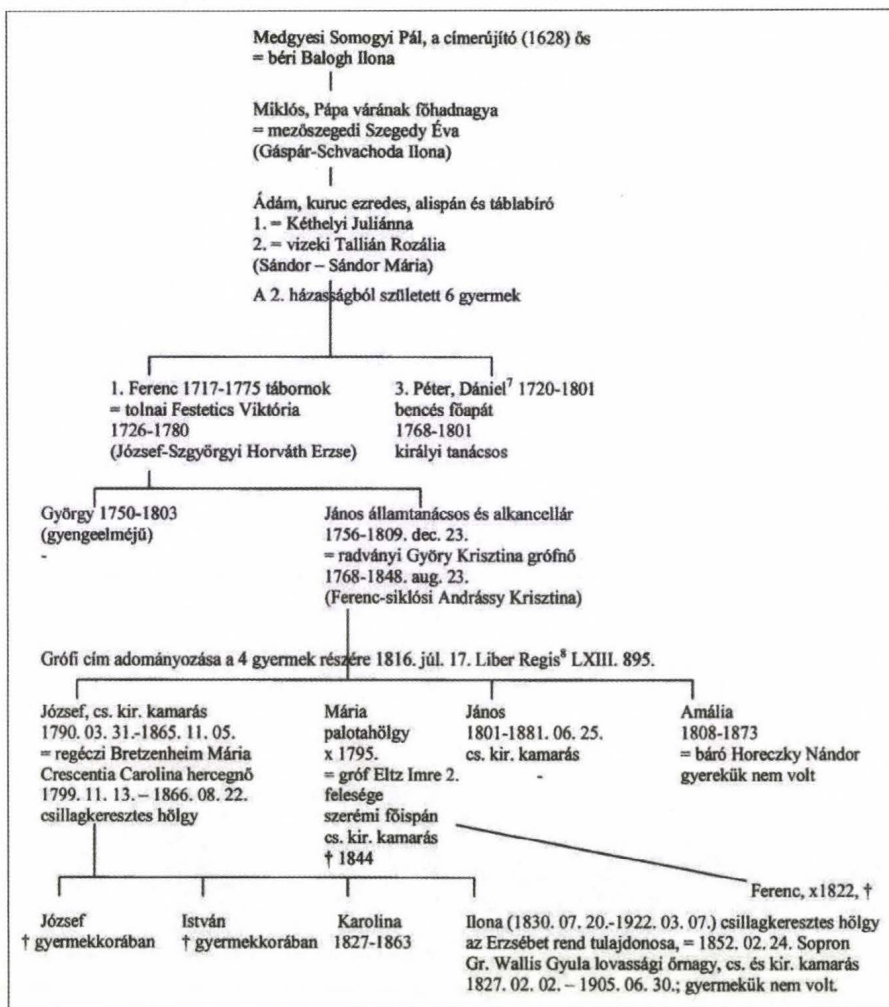 Medgyesi Somogyi Pál, a címerújító (1628) ős
= béri Balogh Ilona
Miklós, Pápa várának főhadnagya
= mezőszegedi Szegedy Éva
(Gáspár-Schvachoda Ilona)
Ádám, kuruc ezredes, alispán és táblabíró
1. = Kéthelyi Juliánna
2. = vizeki Tallián Rozália
(Sándor – Sándor Mária)
A 2. házasságból született 6 gyermek
1. Ferenc 1717-1775 tábornok
= tolnai Festetics Viktória
1726-1780
(József-Szgyörgyi Horváth Erzse)
3. Péter, Dániel⁷ 1720-1801
bencés főapát
1768-1801
királyi tanácsos
György 1750-1803
(gyengeelméjű)
-
János államtanácsos és alkancellár
1756-1809. dec. 23.
= radványi Györy Krisztina grófnő
1768-1848. aug. 23.
(Ferenc-siklósi Andrássy Krisztina)
Grófi cím adományozása a 4 gyermek részére 1816. júl. 17. Liber Regis⁸ LXIII. 895.
József, cs. kir. kamarás
1790. 03. 31.-1865. 11. 05.
= regéczi Bretzenheim Mária
Crescentia Carolina hercegnő
1799. 11. 13. – 1866. 08. 22.
csillagkeresztes hölgy
Mária
palotahölgy
x 1795.
= gróf Eltz Imre 2.
felesége
szerémi főispán
cs. kir. kamarás
† 1844
János
1801-1881. 06. 25.
cs. kir. kamarás
-
Amália
1808-1873
= báró Horeczky Nándor
gyerekük nem volt
Ferenc, x1822, †
József
† gyermekkorában
István
† gyermekkorában
Karolina
1827-1863
Ilona (1830. 07. 20.-1922. 03. 07.) csillagkeresztes hölgy
az Erzsébet rend tulajdonosa, = 1852. 02. 24. Sopron
Gr. Wallis Gyula lovassági őrnagy, cs. és kir. kamarás
1827. 02. 02. – 1905. 06. 30.; gyermekük nem volt.